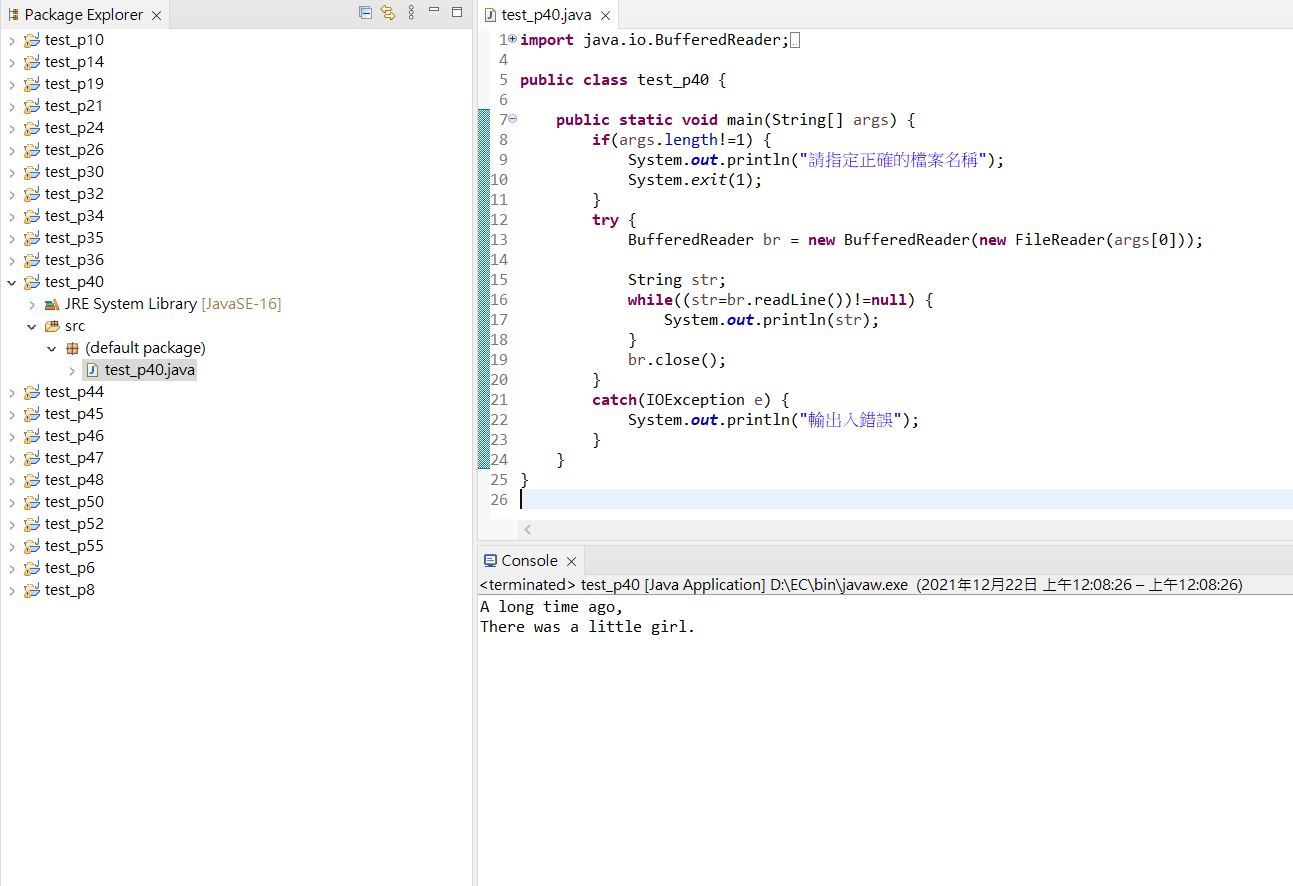 Package Explorer
test_p10
test_p14
test_p19
test_p21
test_p24
test_p26
test_p30
test_p32
test_p34
test_p35
test_p36
test_p40
JRE System Library [JavaSE-16]
src
(default package)
test_p40.java
test_p44
test_p45
test_p46
test_p47
test_p48
test_p50
test_p52
test_p55
test_p6
test_p8
test_p40.java
1 import java.io.BufferedReader;
4
5 public class test_p40 {
6
7     public static void main(String[] args) {
8         if(args.length!=1) {
9             System.out.println("請指定正確的檔案名稱");
10             System.exit(1);
11         }
12         try {
13             BufferedReader br = new BufferedReader(new FileReader(args[0]));
14
15             String str;
16             while((str=br.readLine())!=null) {
17                 System.out.println(str);
18             }
19             br.close();
20         }
21         catch(IOException e) {
22             System.out.println("輸出入錯誤");
23         }
24     }
25 }
26
Console
<terminated> test_p40 [Java Application] D:\EC\bin\javaw.exe (2021年12月22日 上午12:08:26 – 上午12:08:26)
A long time ago,
There was a little girl.